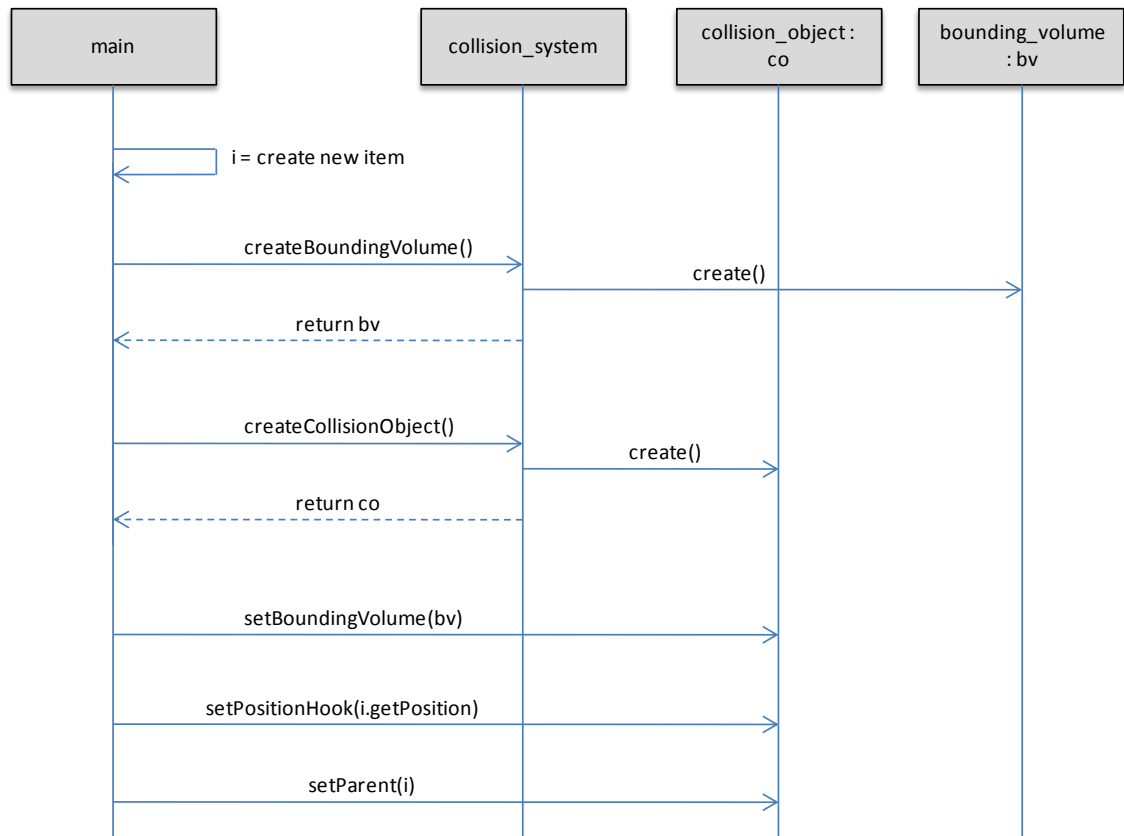 main
collision_system
collision_object :
co
bounding_volume
: bv
i = create new item
createBoundingVolume()
create()
return bv
createCollisionObject()
create()
return co
setBoundingVolume(bv)
setPositionHook(i.getPosition)
setParent(i)